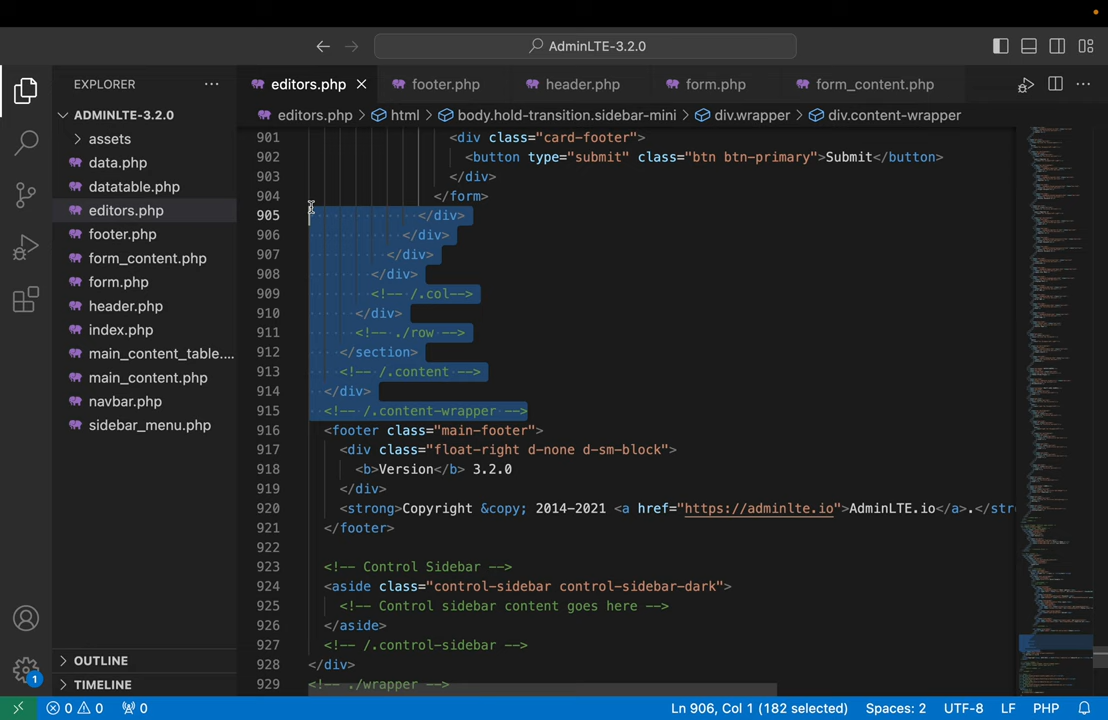 AdminLTE-3.2.0
EXPLORER
editors.php
footer.php
header.php
form.php
form_content.php
ADMINLTE-3.2.0
editors.php > html > body.hold-transition.sidebar-mini > div.wrapper > div.content-wrapper
assets
data.php
datatable.php
editors.php
footer.php
form_content.php
form.php
header.php
index.php
main_content_table....
main_content.php
navbar.php
sidebar_menu.php
OUTLINE
TIMELINE
901 <div class="card-footer">
902 <button type="submit" class="btn btn-primary">Submit</button>
903 </div>
904 </form>
905 </div>
906 </div>
907 </div>
908 </div>
909 <!-- /.col-->
910 </div>
911 <!-- ./row -->
912 </section>
913 <!-- /.content -->
914 </div>
915 <!-- /.content-wrapper -->
916 <footer class="main-footer">
917 <div class="float-right d-none d-sm-block">
918 <b>Version</b> 3.2.0
919 </div>
920 <strong>Copyright &copy; 2014-2021 <a href="https://adminlte.io">AdminLTE.io</a>.</str
921 </footer>
922
923 <!-- Control Sidebar -->
924 <aside class="control-sidebar control-sidebar-dark">
925 <!-- Control sidebar content goes here -->
926 </aside>
927 <!-- /.control-sidebar -->
928 </div>
929 <!-- ./wrapper -->
1
0 0 0
Ln 906, Col 1 (182 selected)
Spaces: 2
UTF-8
LF
PHP